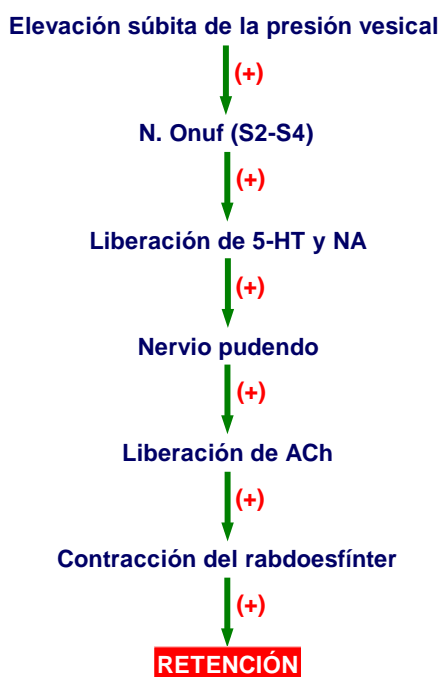 Elevación súbita de la presión vesical
(+)
N. Onuf (S2-S4)
(+)
Liberación de 5-HT y NA
(+)
Nervio pudendo
(+)
Liberación de ACh
(+)
Contracción del rabdoesfínter
(+)
RETENCIÓN